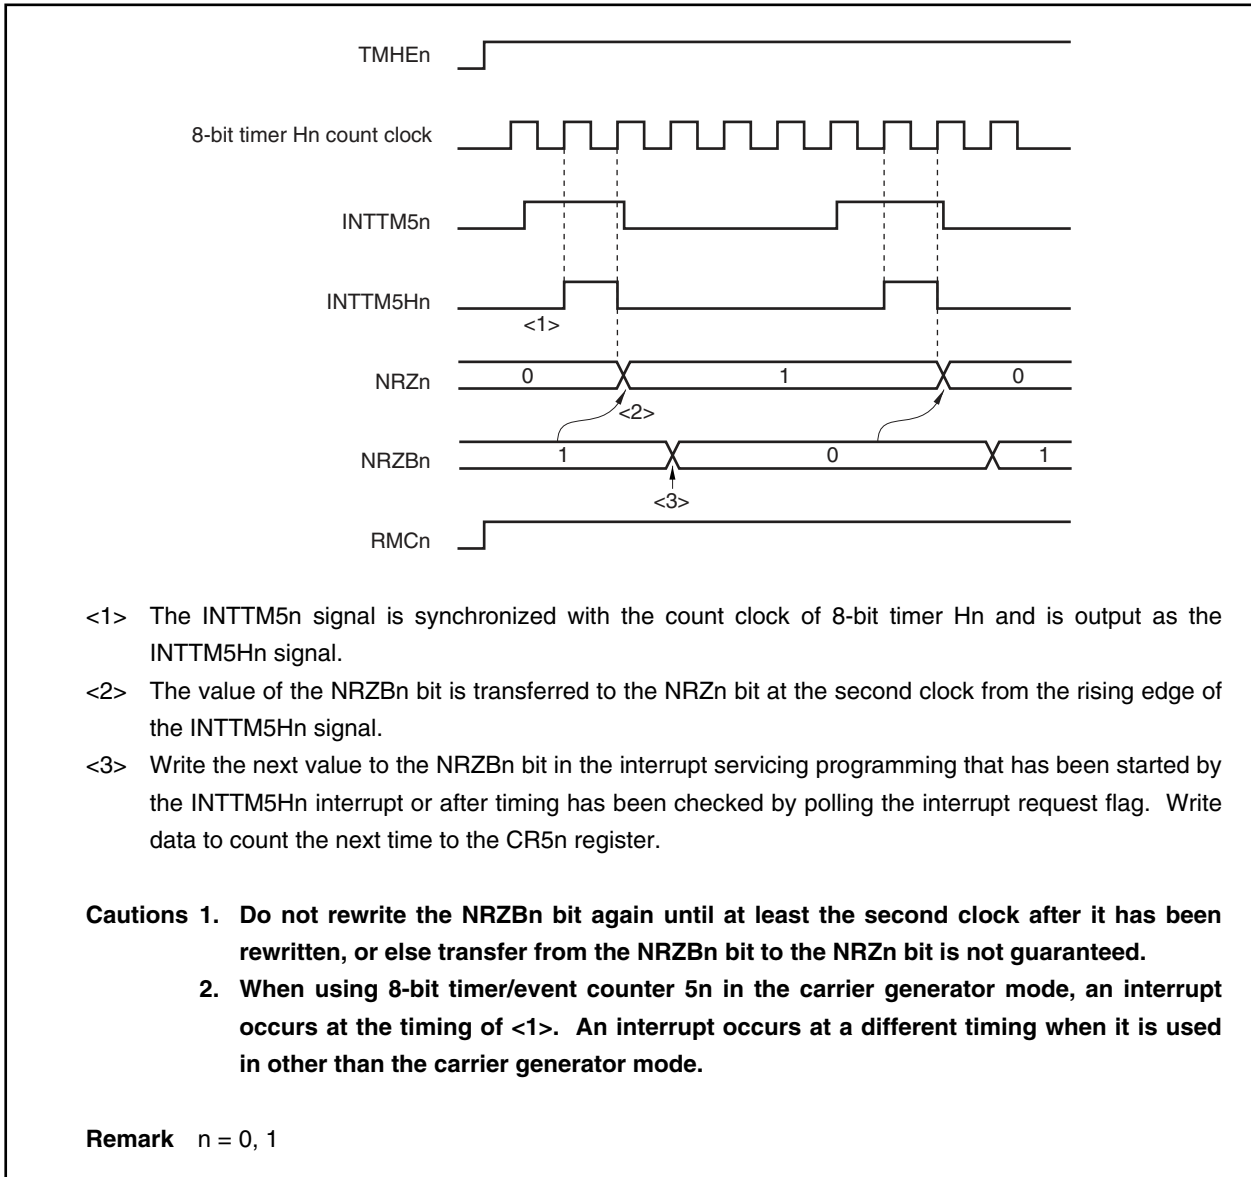 TMHEn
8-bit timer Hn count clock
INTTM5n
INTTM5Hn
<1>
NRZn
0
1
0
<2>
NRZBn
1
0
1
<3>
RMCn
<1> The INTTM5n signal is synchronized with the count clock of 8-bit timer Hn and is output as the
INTTM5Hn signal.
<2> The value of the NRZBn bit is transferred to the NRZn bit at the second clock from the rising edge of
the INTTM5Hn signal.
<3> Write the next value to the NRZBn bit in the interrupt servicing programming that has been started by
the INTTM5Hn interrupt or after timing has been checked by polling the interrupt request flag. Write
data to count the next time to the CR5n register.
Cautions 1. Do not rewrite the NRZBn bit again until at least the second clock after it has been
rewritten, or else transfer from the NRZBn bit to the NRZn bit is not guaranteed.
2. When using 8-bit timer/event counter 5n in the carrier generator mode, an interrupt
occurs at the timing of <1>. An interrupt occurs at a different timing when it is used
in other than the carrier generator mode.
Remark n = 0, 1